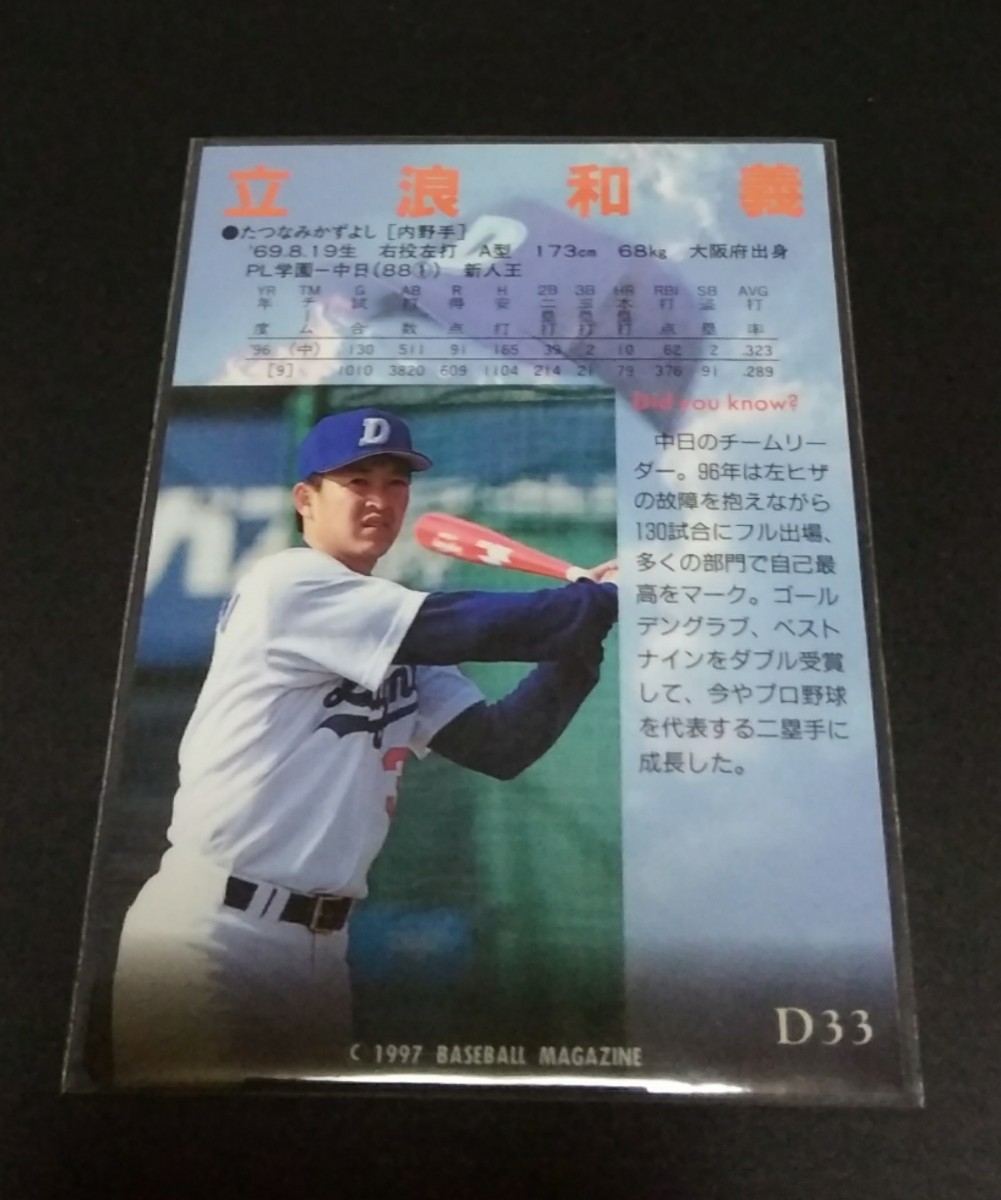 立浪和義
●たつなみかずよし[内野手]
'69.8.19生 右投左打 A型 173cm 68kg 大阪府出身
PL学園ー中日(88①) 新人王
YR TM G AB R H 2B 3B HR RBI SB AVG
年度 チーム 試合 打数 得点 安打 二塁打 三塁打 本塁打 打点 盗塁 打率
'96 (中) 130 511 91 165 39 2 10 62 2 .323
[9] 1010 3820 609 1104 214 21 79 376 91 .289
Did you know?
中日のチームリー
ダー。96年は左ヒザ
の故障を抱えながら
130試合にフル出場、
多くの部門で自己最
高をマーク。ゴール
デングラブ、ベスト
ナインをダブル受賞
して、今やプロ野球
を代表する二塁手に
成長した。
D
3
D33
C 1997 BASEBALL MAGAZINE